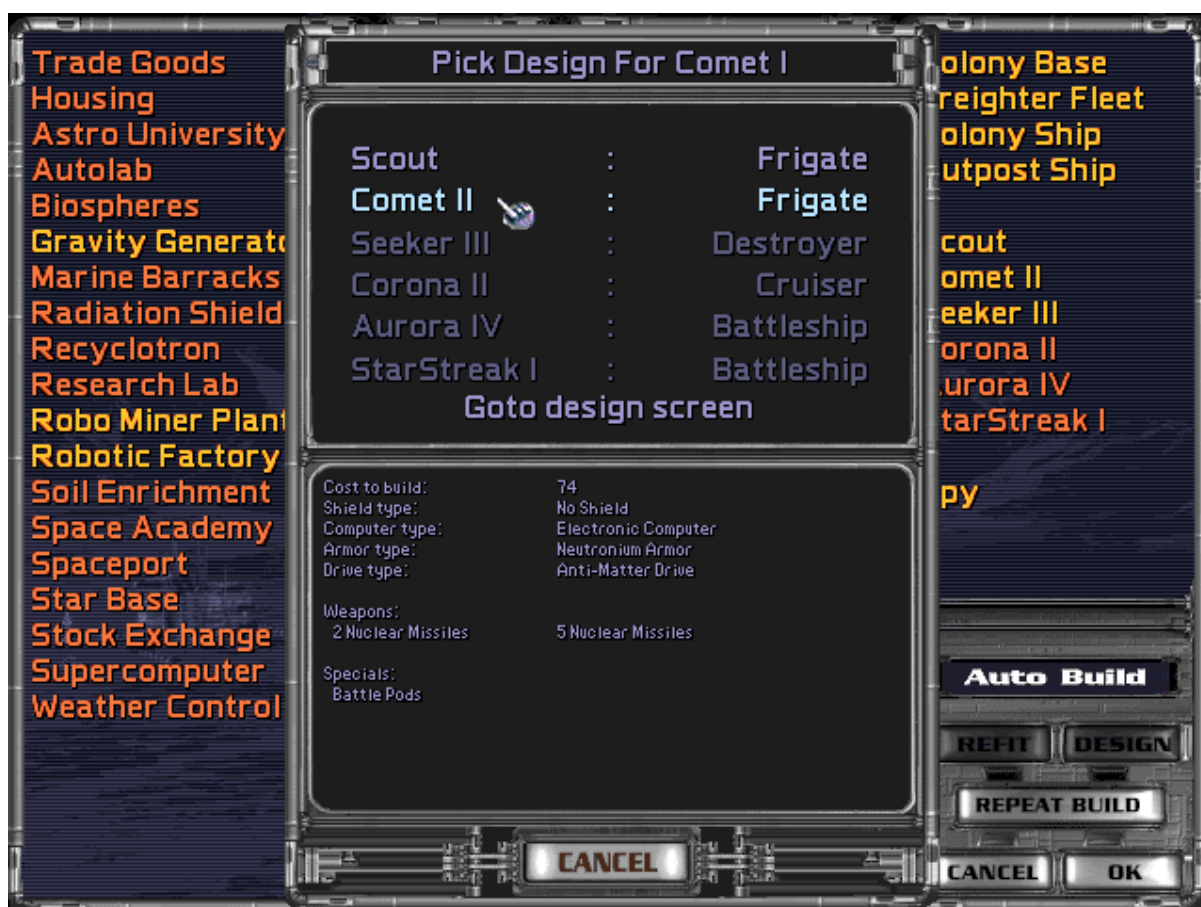 Pick Design For Comet I
Trade Goods
Housing
Astro University
Autolab
Biospheres
Gravity Generato
Marine Barracks
Radiation Shield
Recyclotron
Research Lab
Robo Miner Plant
Robotic Factory
Soil Enrichment
Space Academy
Spaceport
Star Base
Stock Exchange
Supercomputer
Weather Control
Scout : Frigate
Comet II : Frigate
Seeker III : Destroyer
Corona II : Cruiser
Aurora IV : Battleship
StarStreak I : Battleship
Goto design screen
Cost to build: 74
Shield type: No Shield
Computer type: Electronic Computer
Armor type: Neutronium Armor
Drive type: Anti-Matter Drive
Weapons:
2 Nuclear Missiles 5 Nuclear Missiles
Specials:
Battle Pods
CANCEL
olony Base
reighter Fleet
olony Ship
utpost Ship
cout
omet II
eeker III
orona II
urora IV
tarStreak I
py
Auto Build
REFIT DESIGN
REPEAT BUILD
CANCEL OK